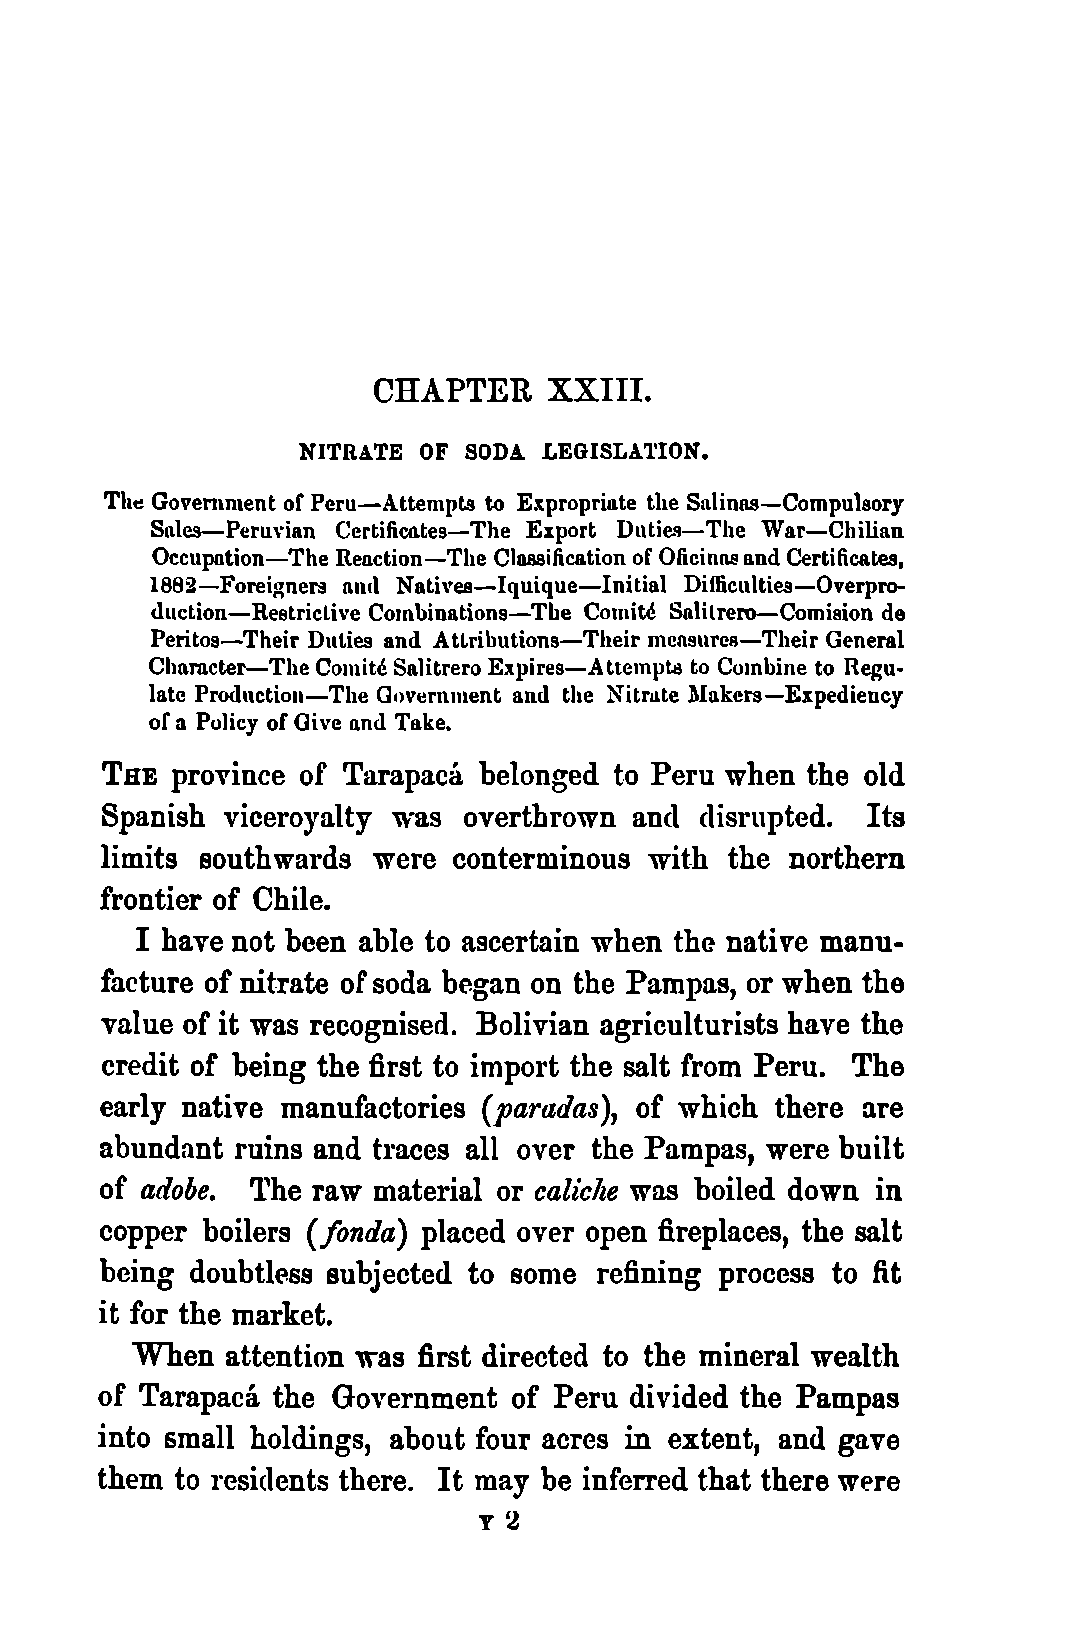 CHAPTER XXIII.
NITRATE OF SODA LEGISLATION.
The Government of Peru—Attempts to Expropriate the Salinas—Compulsory
Sales—Peruvian Certificates—The Export Duties—The War—Chilian
Occupation—The Reaction—The Classification of Oficinas and Certificates,
1882—Foreigners and Natives—Iquique—Initial Difficulties—Overpro-
duction—Restrictive Combinations—The Comité Salitrero—Comision de
Peritos—Their Duties and Attributions—Their measures—Their General
Character—The Comité Salitrero Expires—Attempts to Combine to Regu-
late Production—The Government and the Nitrate Makers—Expediency
of a Policy of Give and Take.
THE province of Tarapacá belonged to Peru when the old
Spanish viceroyalty was overthrown and disrupted. Its
limits southwards were conterminous with the northern
frontier of Chile.
I have not been able to ascertain when the native manu-
facture of nitrate of soda began on the Pampas, or when the
value of it was recognised. Bolivian agriculturists have the
credit of being the first to import the salt from Peru. The
early native manufactories (paradas), of which there are
abundant ruins and traces all over the Pampas, were built
of adobe. The raw material or caliche was boiled down in
copper boilers (fonda) placed over open fireplaces, the salt
being doubtless subjected to some refining process to fit
it for the market.
When attention was first directed to the mineral wealth
of Tarapacá the Government of Peru divided the Pampas
into small holdings, about four acres in extent, and gave
them to residents there. It may be inferred that there were
Y 2